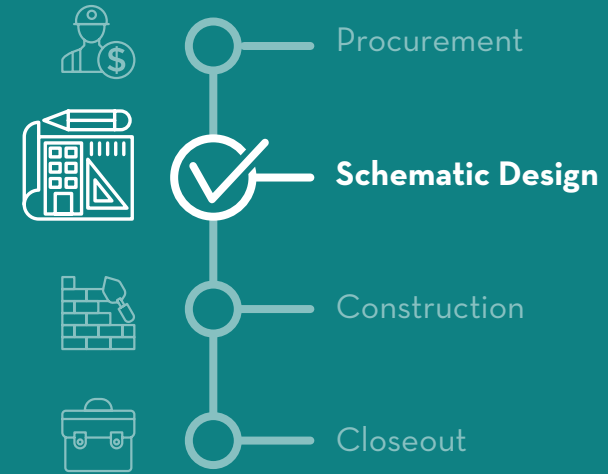 $
Procurement
Schematic Design
Construction
Closeout